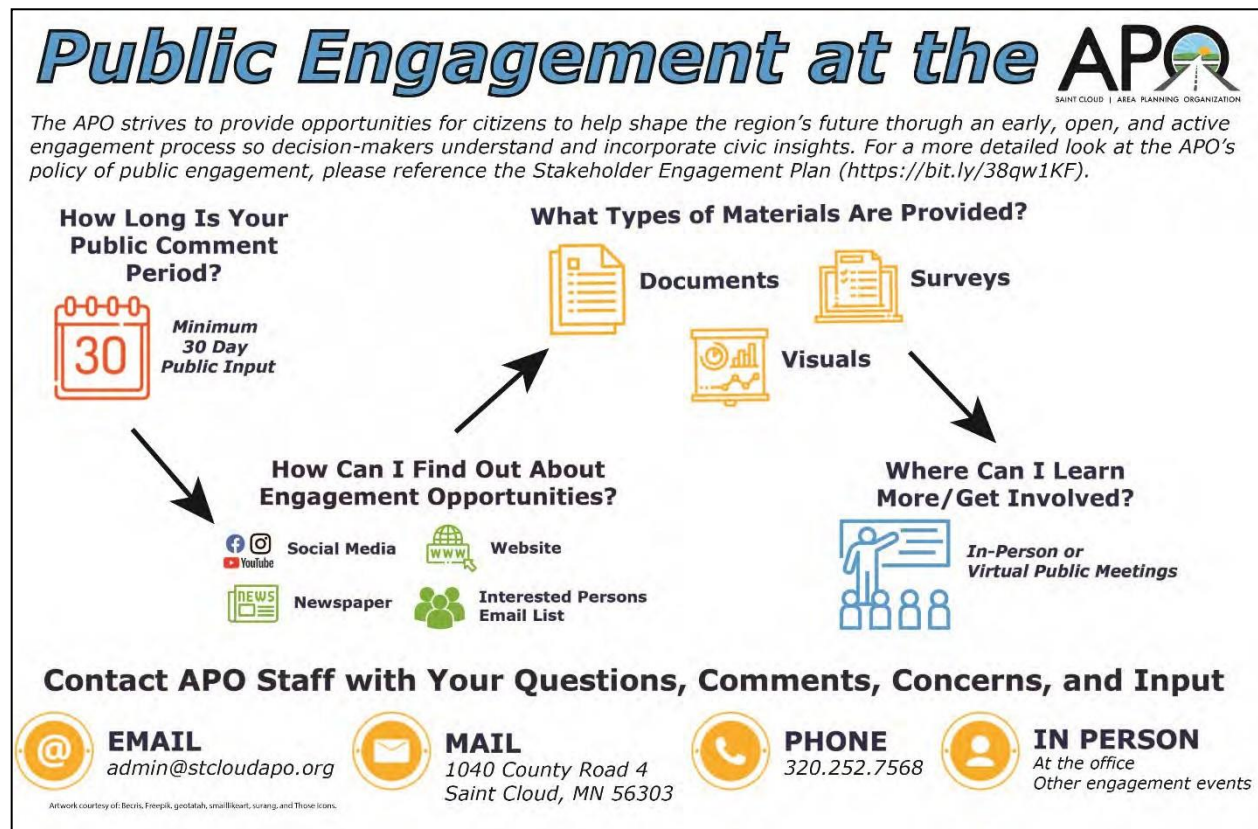 Public Engagement at the APO
SAINT CLOUD | AREA PLANNING ORGANIZATION
The APO strives to provide opportunities for citizens to help shape the region's future thorugh an early, open, and active
engagement process so decision-makers understand and incorporate civic insights. For a more detailed look at the APO's
policy of public engagement, please reference the Stakeholder Engagement Plan (https://bit.ly/38qw1KF).
How Long Is Your
Public Comment
Period?
30
Minimum
30 Day
Public Input
What Types of Materials Are Provided?
Documents
Surveys
Visuals
How Can I Find Out About
Engagement Opportunities?
YouTube
Social Media
www
Website
NEWS
Newspaper
Interested Persons
Email List
Where Can I Learn
More/Get Involved?
In-Person or
Virtual Public Meetings
Contact APO Staff with Your Questions, Comments, Concerns, and Input
@
EMAIL
admin@stcloudapo.org
MAIL
1040 County Road 4
Saint Cloud, MN 56303
PHONE
320.252.7568
IN PERSON
At the office
Other engagement events
Artwork courtesy of: Becris, Freepik, geotatah, smalllikeart, surang, and Those Icons.